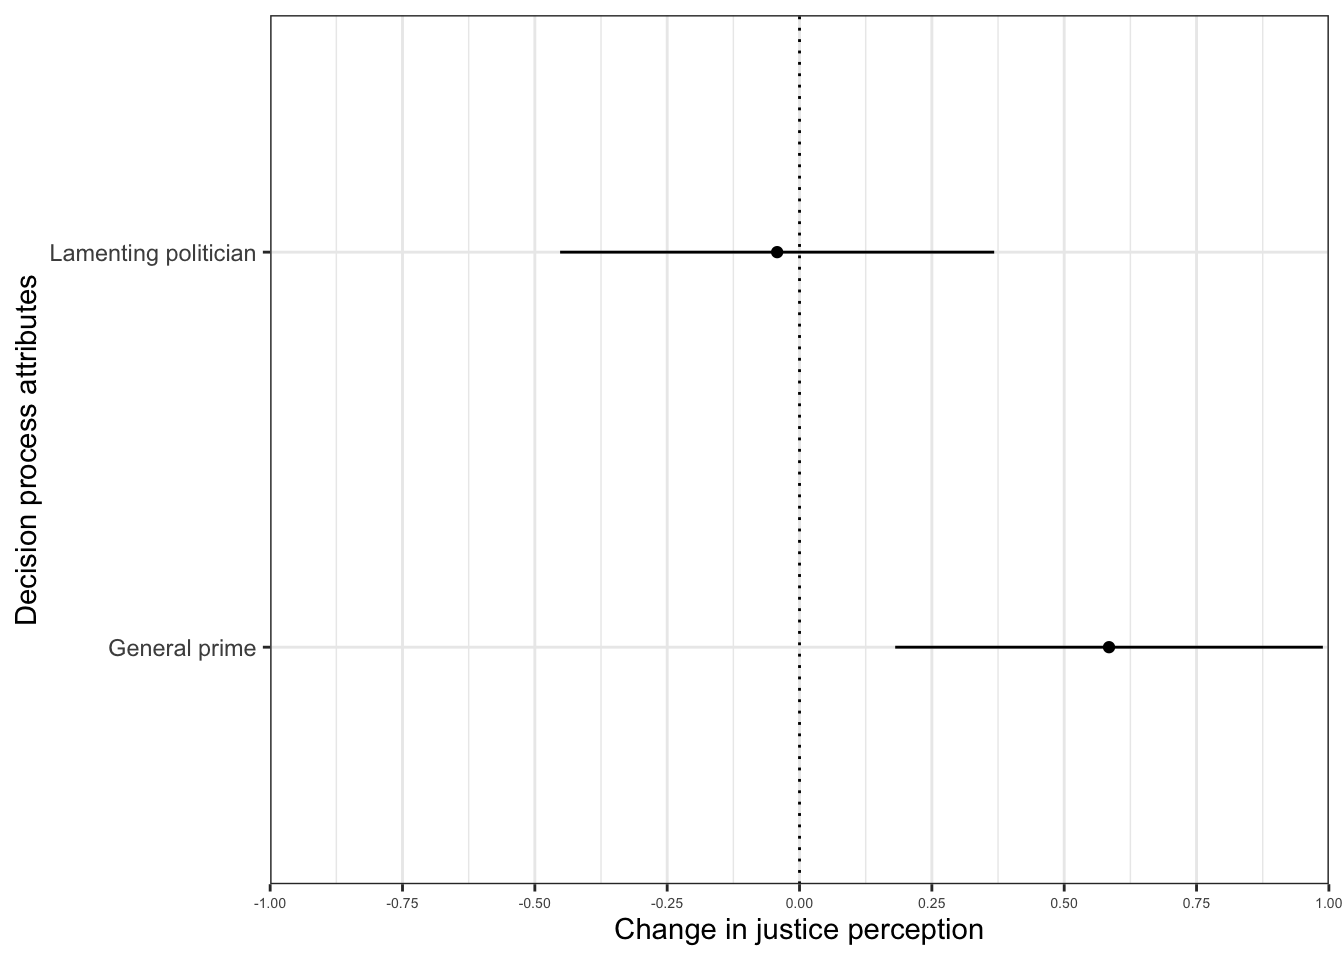 Decision process attributes
Lamenting politician
General prime
-1.00 -0.75 -0.50 -0.25 0.00 0.25 0.50 0.75 1.00
Change in justice perception